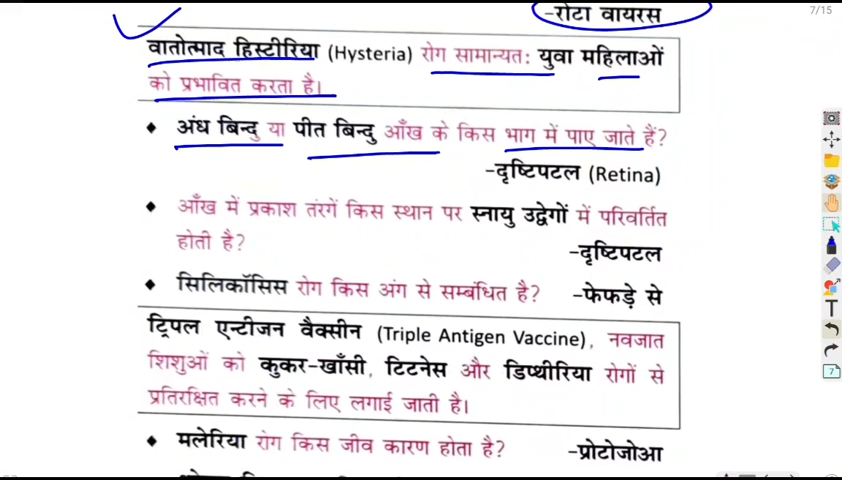 -रोटा वायरस
7/15
वातोत्माद हिस्टीरिया (Hysteria) रोग सामान्यत: युवा महिलाओं
को प्रभावित करता है।
♦ अंध बिन्दु या पीत बिन्दु आँख के किस भाग में पाए जाते हैं?
-दृष्टिपटल (Retina)
♦ आँख में प्रकाश तरंगें किस स्थान पर स्नायु उद्वेगों में परिवर्तित
होती है? -दृष्टिपटल
♦ सिलिकॉसिस रोग किस अंग से सम्बंधित है? -फेफड़े से
ट्रिपल एन्टीजन वैक्सीन (Triple Antigen Vaccine), नवजात
शिशुओं को कुकर-खाँसी, टिटनेस और डिप्थीरिया रोगों से
प्रतिरक्षित करने के लिए लगाई जाती है।
♦ मलेरिया रोग किस जीव कारण होता है? -प्रोटोजोआ
T
7